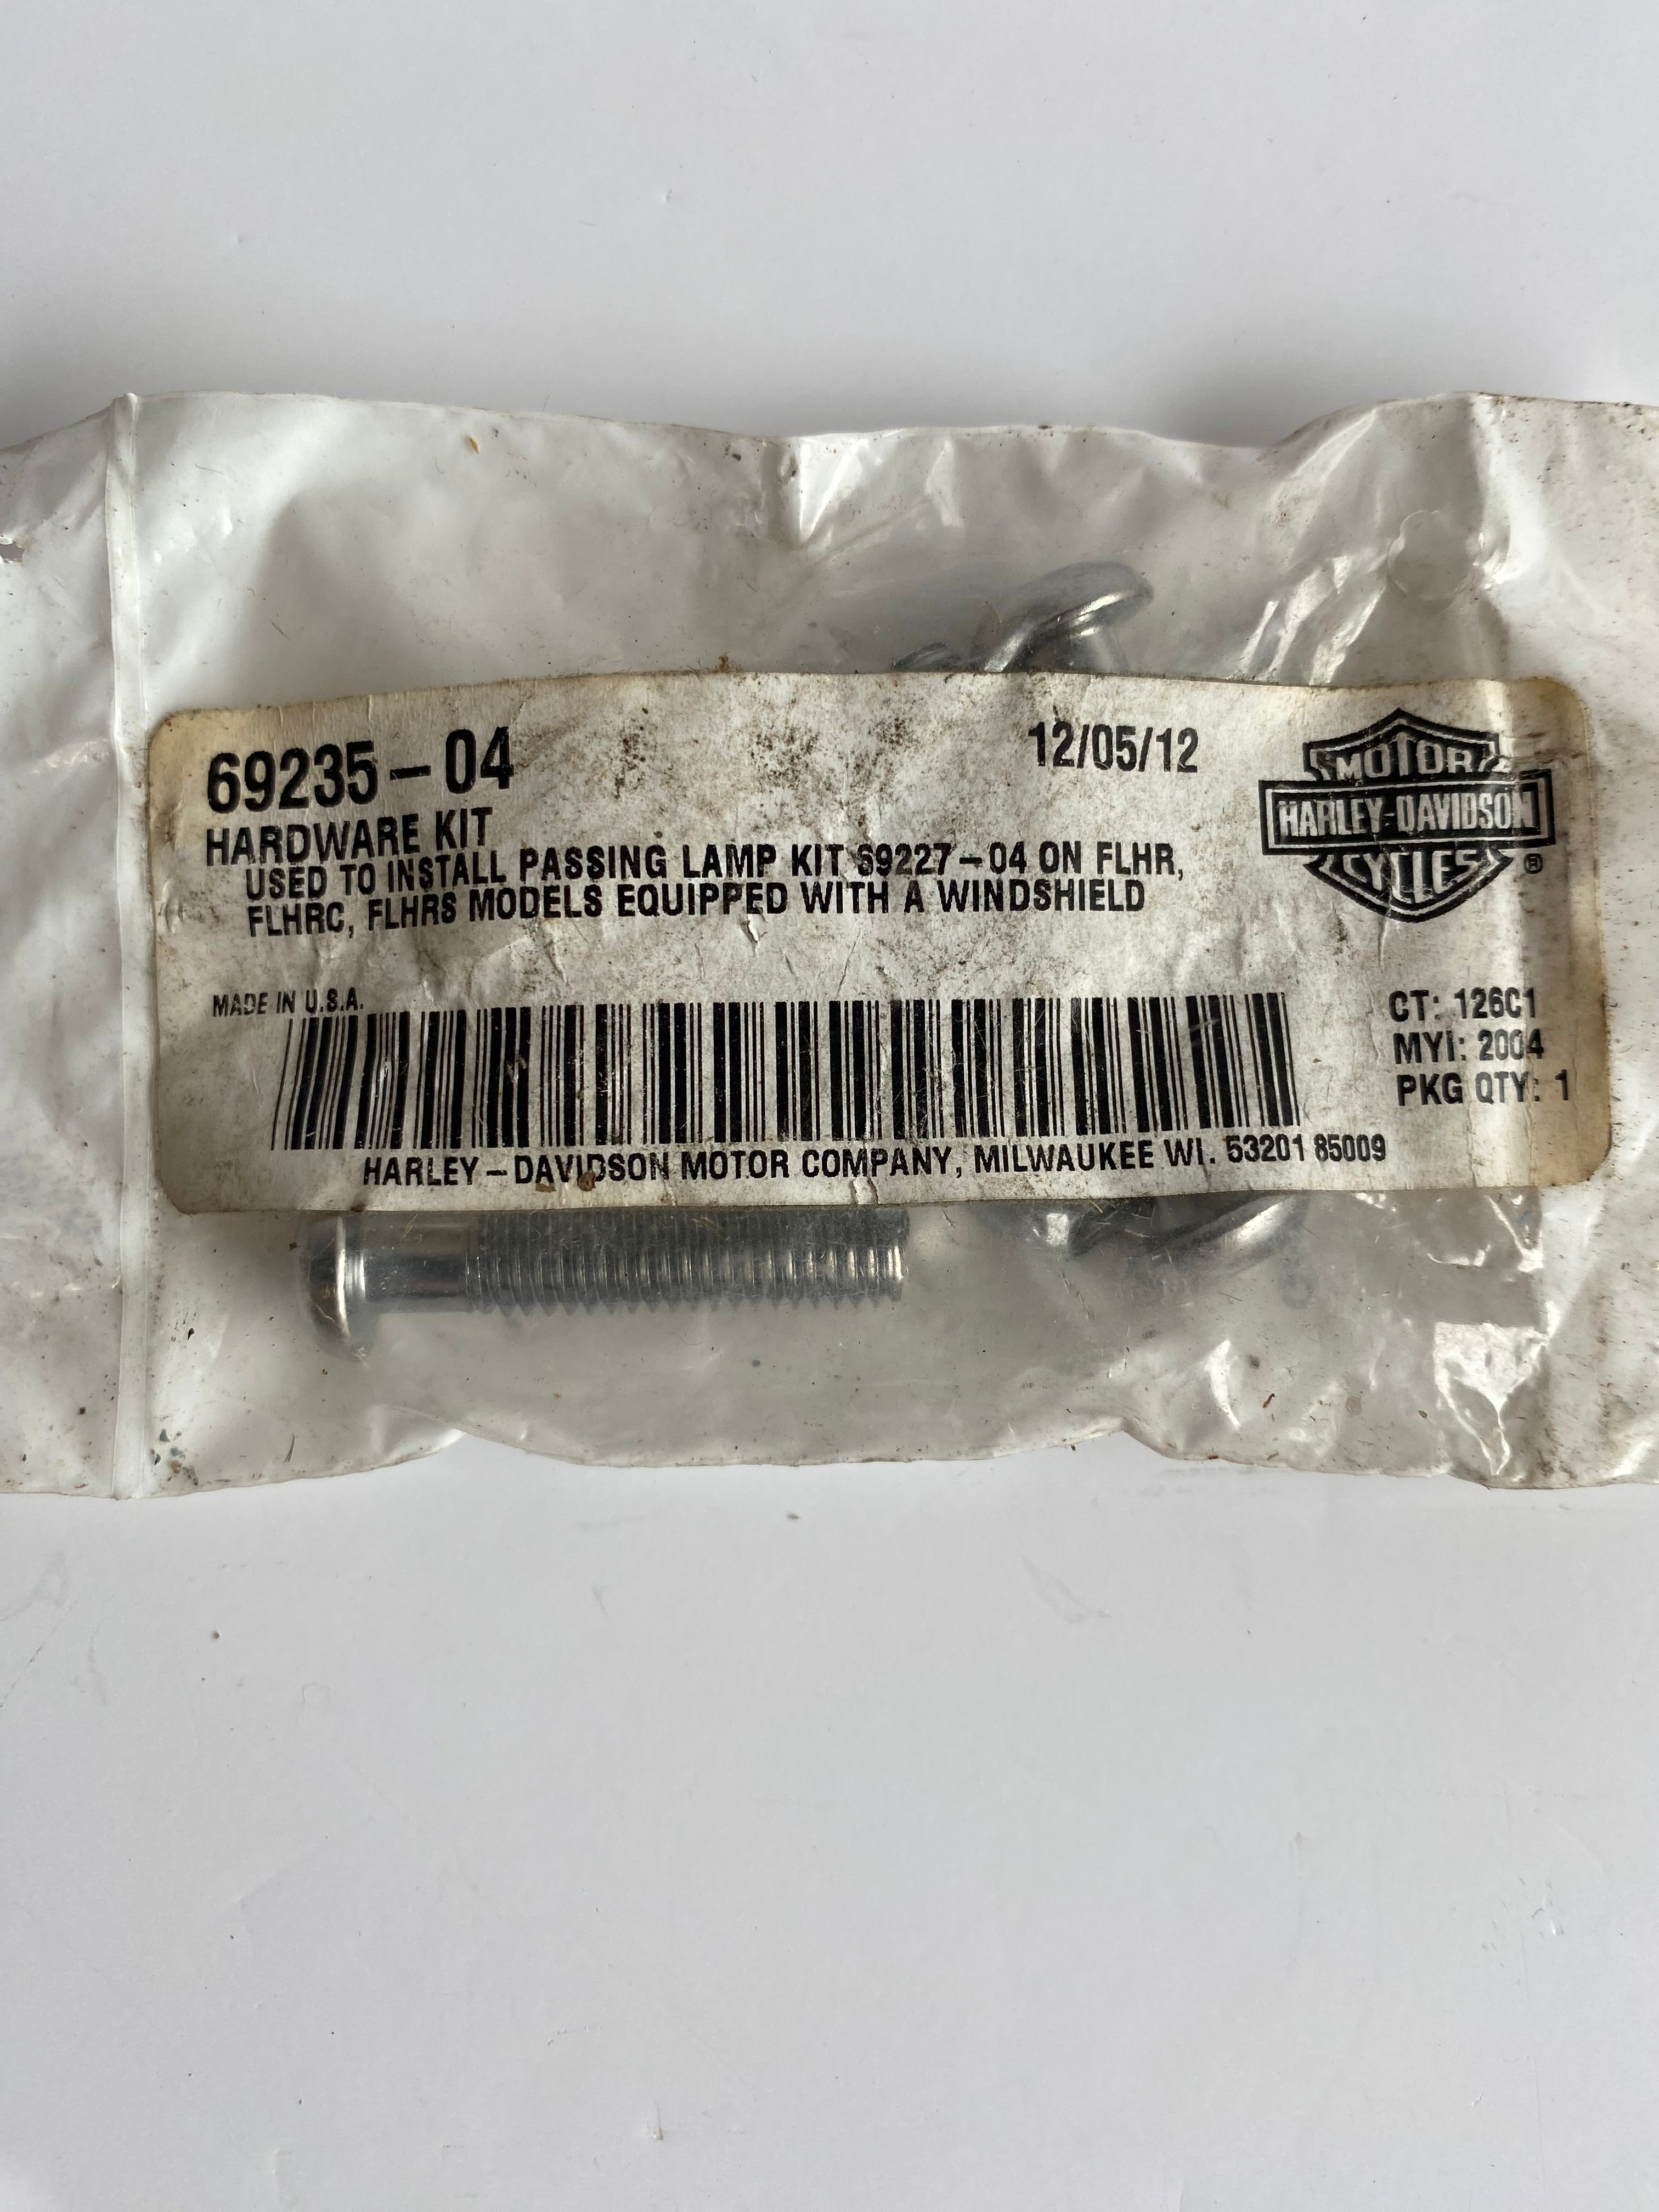 69235-04
12/05/12
MOTOR
HARLEY-DAVIDSON
CYCLES
®
HARDWARE KIT
USED TO INSTALL PASSING LAMP KIT 69227-04 ON FLHR,
FLHRC, FLHRS MODELS EQUIPPED WITH A WINDSHIELD
MADE IN U.S.A.
CT: 126C1
MYI: 2004
PKG QTY: 1
HARLEY-DAVIDSON MOTOR COMPANY, MILWAUKEE WI. 53201 85009